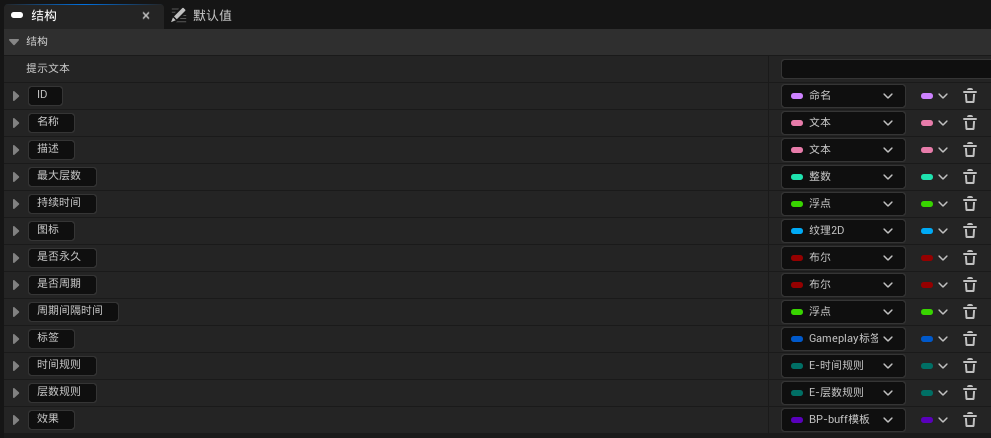 结构 默认值
结构
提示文本
ID 命名
名称 文本
描述 文本
最大层数 整数
持续时间 浮点
图标 纹理2D
是否永久 布尔
是否周期 布尔
周期间隔时间 浮点
标签 Gameplay标签
时间规则 E-时间规则
层数规则 E-层数规则
效果 BP-buff模板